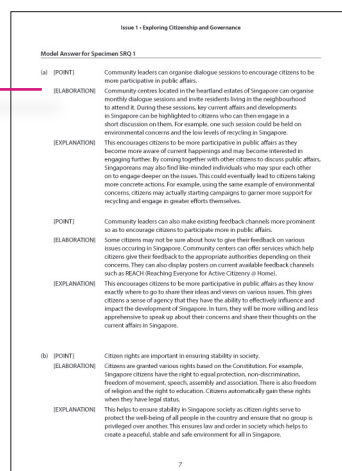 Issue 1 • Exploring Citizenship and Governance
Model Answer for Specimen SRQ 1
(a) [POINT] Community leaders can organise dialogue sessions to encourage citizens to be
more participative in public affairs.
[ELABORATION] Community centres located in the heartland estates of Singapore can organise
monthly dialogue sessions and invite residents living in the neighbourhood
to attend it. During these sessions, key current affairs and developments
in Singapore can be highlighted to citizens who can then engage in a
short discussion on them. For example, one such session could be held on
environmental concerns and the low levels of recycling in Singapore.
[EXPLANATION] This encourages citizens to be more participative in public affairs as they
become more aware of current happenings and may become interested in
engaging further. By coming together with other citizens to discuss public affairs,
Singaporeans may also find like-minded individuals who may spur each other
on to engage deeper on the issues. This could eventually lead to citizens taking
more concrete actions. For example, using the same example of environmental
concerns, citizens may actually starting campaigns to garner more support for
recycling and engage in greater efforts themselves.
[POINT] Community leaders can also make existing feedback channels more prominent
so as to encourage citizens to participate more in public affairs.
[ELABORATION] Some citizens may not be sure about how to give their feedback on various
issues occuring in Singapore. Community centers can offer services which help
citizens give their feedback to the appropriate authorities depending on their
concerns. They can also display posters on current available feedback channels
such as REACH (Reaching Everyone for Active Citizenry @ Home).
[EXPLANATION] This encourages citizens to be more participative in public affairs as they know
exactly where to go to share their ideas and views on various issues. This gives
citizens a sense of agency that they have the ability to effectively influence and
impact the development of Singapore. In turn, they will be more willing and less
apprehensive to speak up about their concerns and share their thoughts on the
current affairs in Singapore.
(b) [POINT] Citizen rights are important in ensuring stability in society.
[ELABORATION] Citizens are granted various rights based on the Constitution. For example,
Singapore citizens have the right to equal protection, non-discrimination,
freedom of movement, speech, assembly and association. There is also freedom
of religion and the right to education. Citizens automatically gain these rights
when they have legal status.
[EXPLANATION] This helps to ensure stability in Singapore society as citizen rights serve to
protect the well-being of all people in the country and ensure that no group is
privileged over another. This ensures law and order in society which helps to
create a peaceful, stable and safe environment for all in Singapore.
7